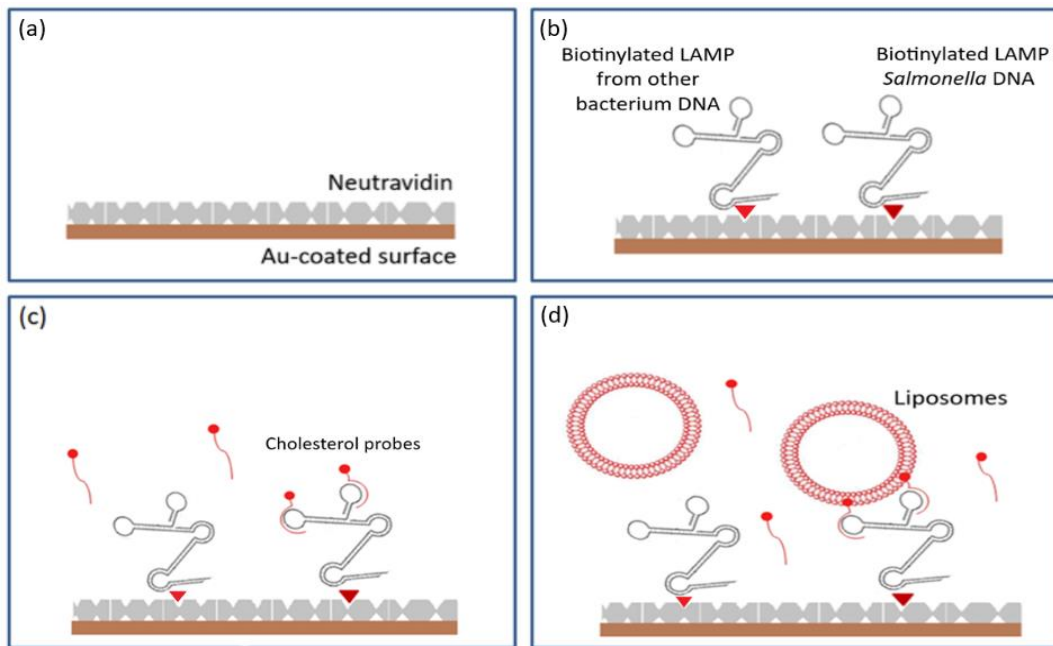 (a)
Neutravidin
Au-coated surface
(b)
Biotinylated LAMP
from other
bacterium DNA
Biotinylated LAMP
Salmonella DNA
(c)
Cholesterol probes
(d)
Liposomes